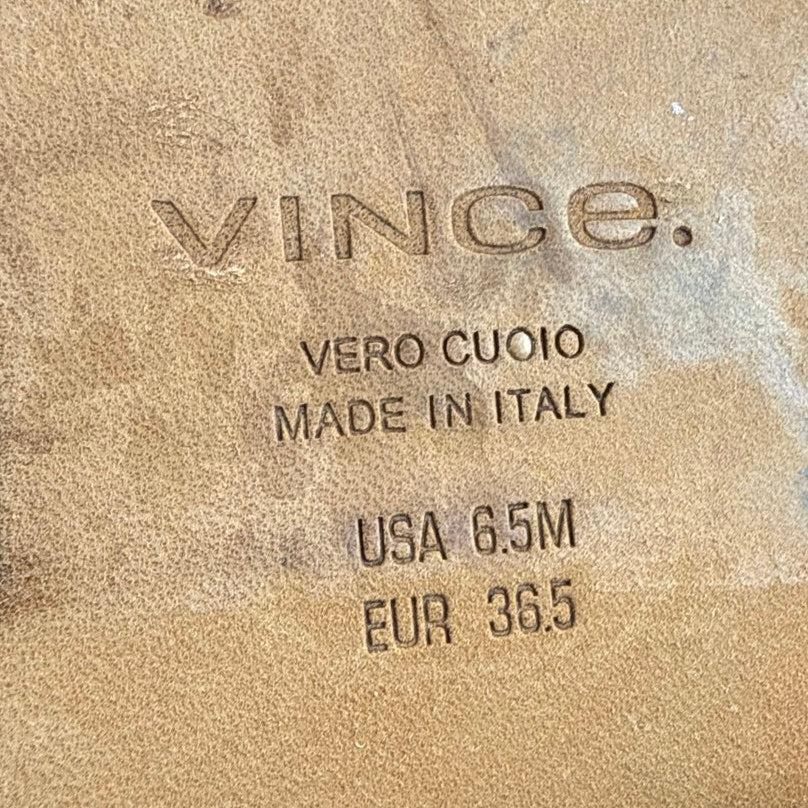 VINCe.
VERO CUOIO
MADE IN ITALY
USA 6.5M
EUR 36.5